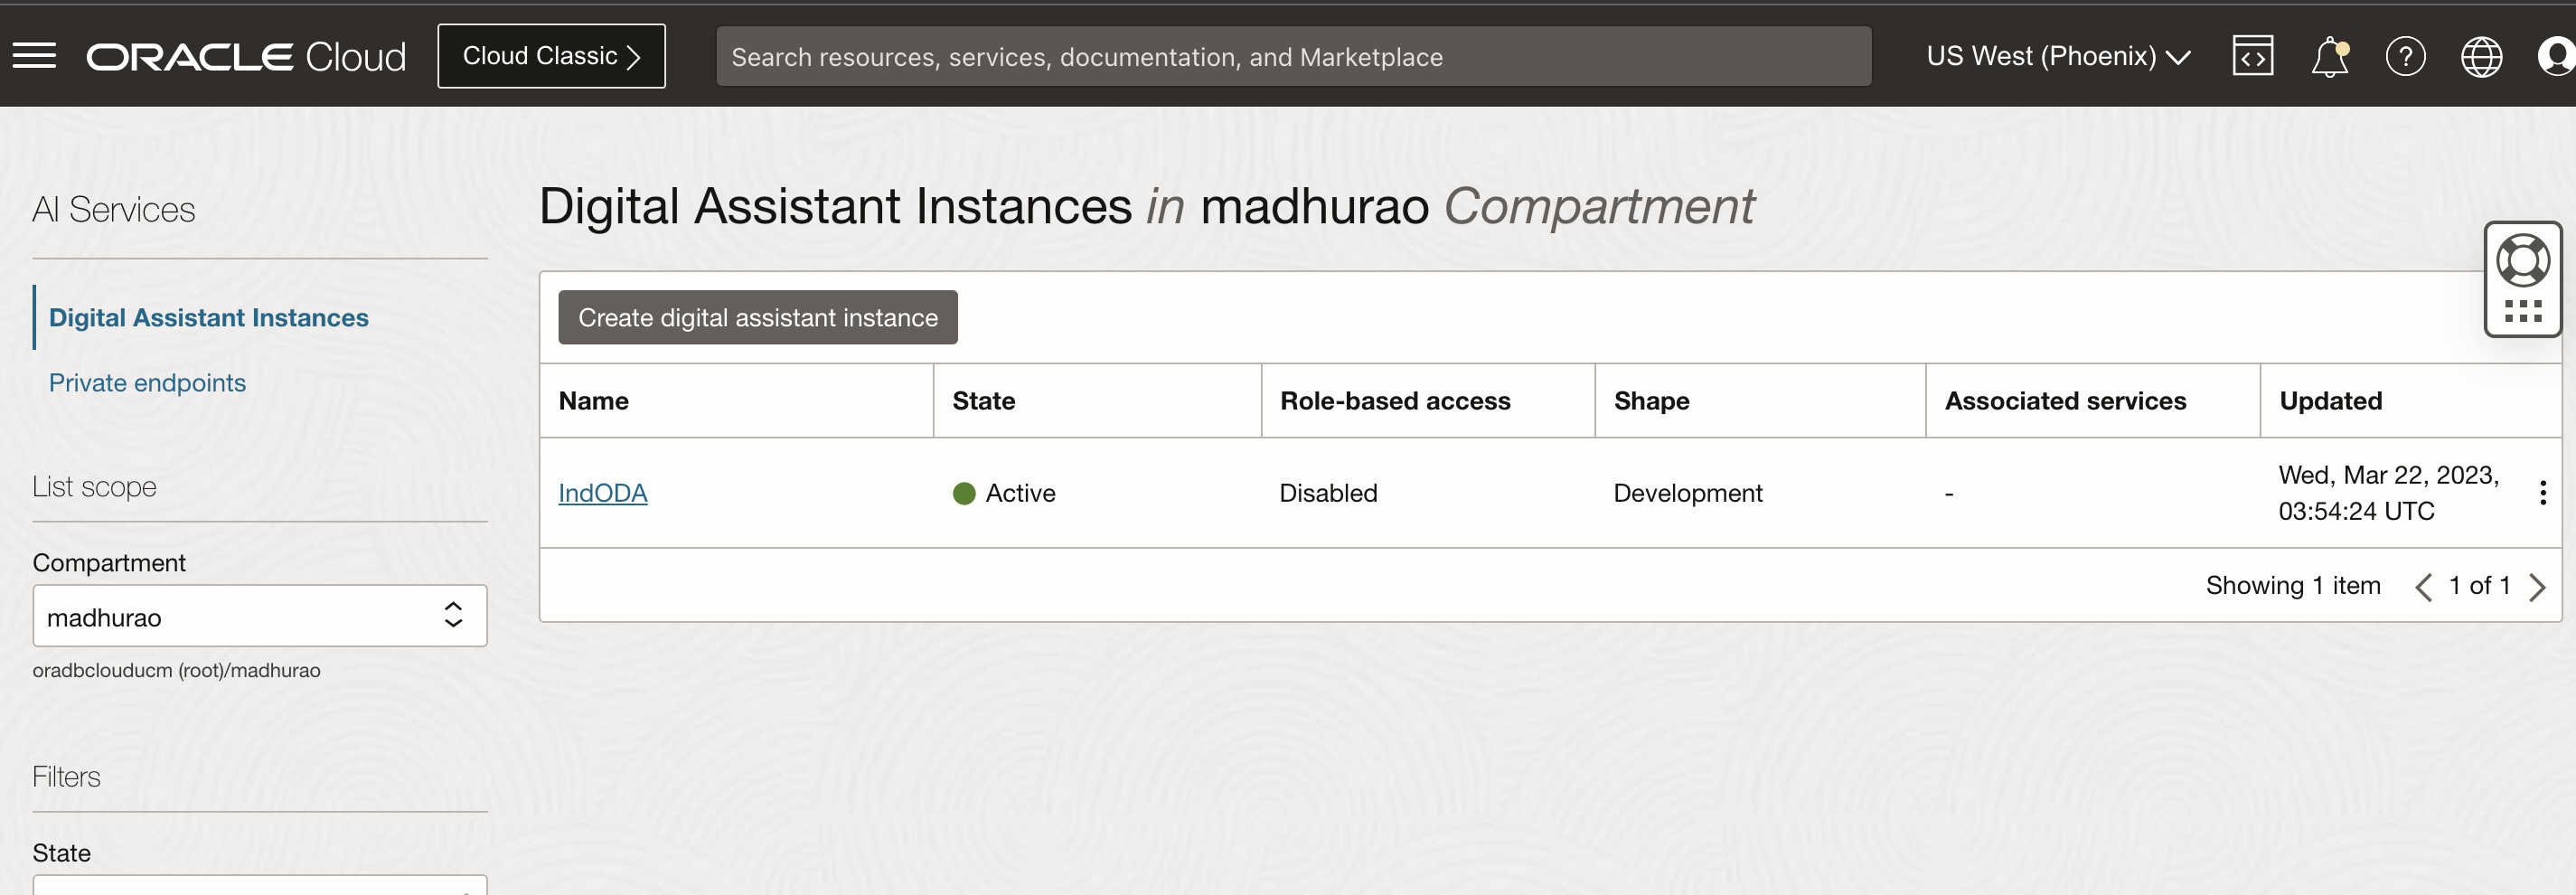 ORACLE Cloud
Cloud Classic
Search resources, services, documentation, and Marketplace
US West (Phoenix)
AI Services
Digital Assistant Instances
Private endpoints
List scope
Compartment
madhurao
oradbclouducm (root)/madhurao
Filters
State
Digital Assistant Instances in madhurao Compartment
Create digital assistant instance
Name State Role-based access Shape Associated services Updated
IndODA Active Disabled Development - Wed, Mar 22, 2023,
03:54:24 UTC
Showing 1 item 1 of 1